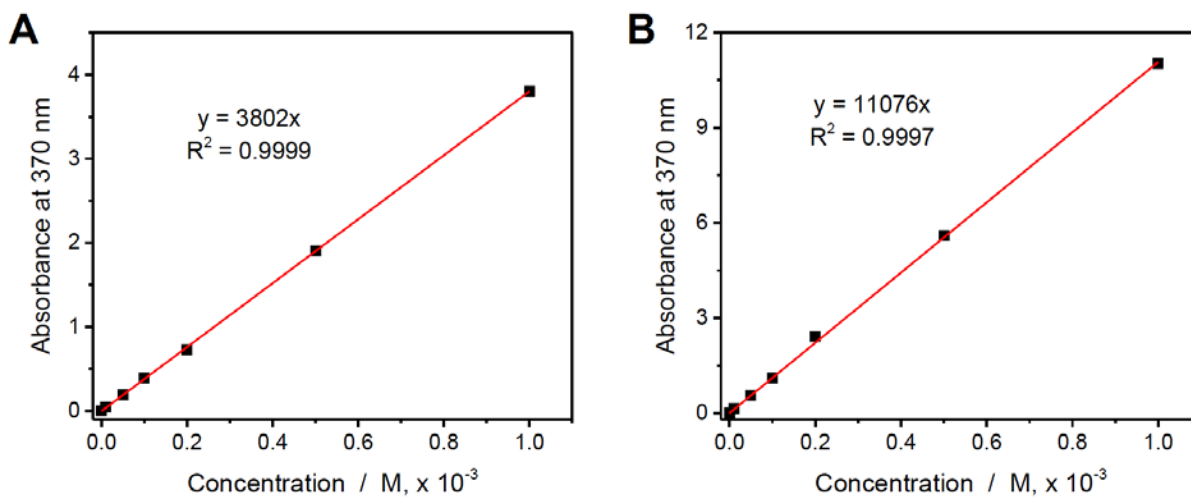 A
Absorbance at 370 nm
4
3
2
1
0
y = 3802x
R² = 0.9999
0.0 0.2 0.4 0.6 0.8 1.0
Concentration / M, x 10⁻³
B
Absorbance at 370 nm
12
9
6
3
0
y = 11076x
R² = 0.9997
0.0 0.2 0.4 0.6 0.8 1.0
Concentration / M, x 10⁻³